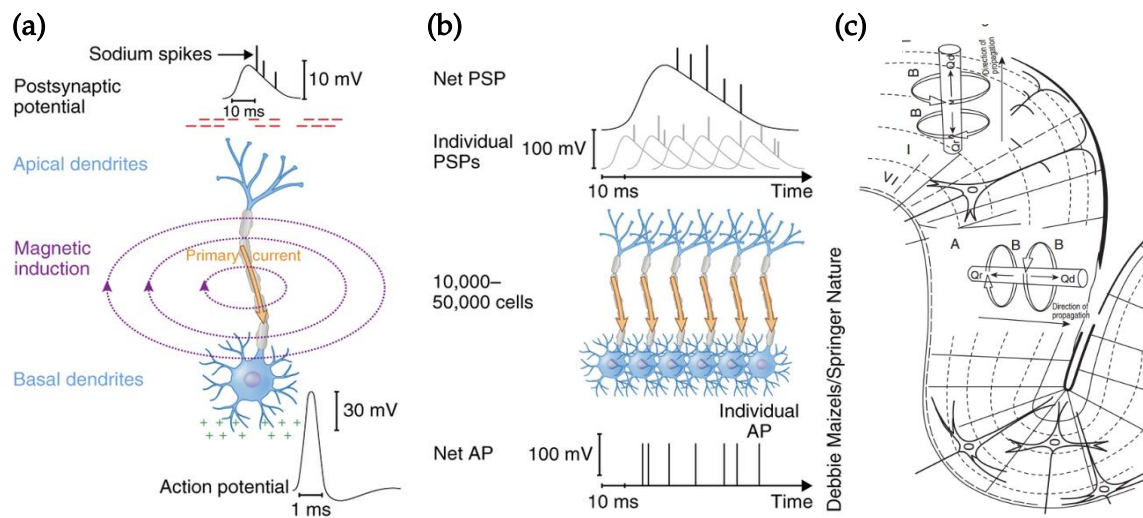 (a)
Sodium spikes
10 mV
Postsynaptic
potential
10 ms
Apical dendrites
Magnetic
induction
Primary current
Basal dendrites
30 mV
Action potential
1 ms
(b)
Net PSP
Individual
PSPs
100 mV
10 ms
Time
10,000–
50,000 cells
Individual
AP
Net AP
100 mV
10 ms
Time
Debbie Maizels/Springer Nature
(c)
Qd
Direction of
propagation
B
B
Qr
I
VI
A
B
B
Qr
Qd
Direction of
propagation